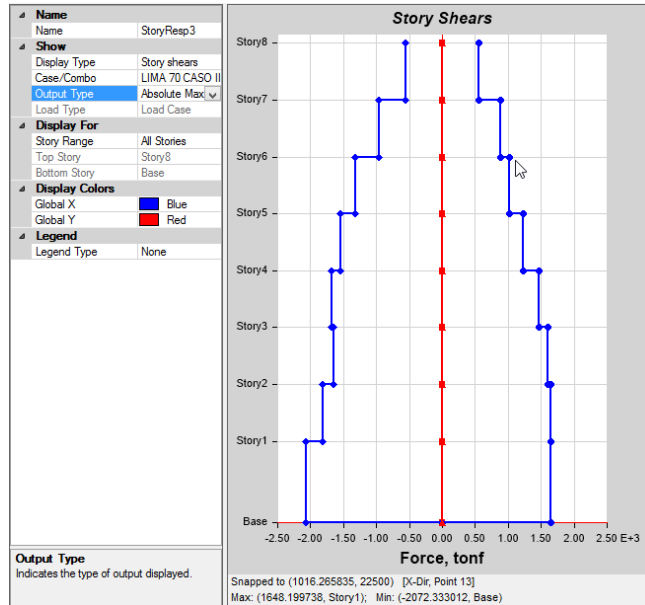 Name
Name StoryResp3
Show
Display Type Story shears
Case/Combo LIMA 70 CASO II
Output Type Absolute Max
Load Type Load Case
Display For
Story Range All Stories
Top Story Story8
Bottom Story Base
Display Colors
Global X Blue
Global Y Red
Legend
Legend Type None
Output Type
Indicates the type of output displayed.
Story Shears
Story8
Story7
Story6
Story5
Story4
Story3
Story2
Story1
Base
-2.50 -2.00 -1.50 -1.00 -0.50 0.00 0.50 1.00 1.50 2.00 2.50 E+3
Force, tonf
Snapped to (1016.265835, 22500) [X-Dir, Point 13]
Max: (1648.199738, Story1); Min: (-2072.333012, Base)